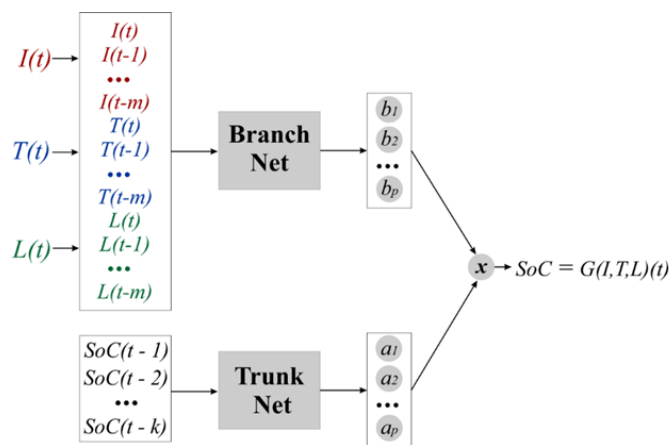 I(t)
T(t)
L(t)
I(t)
I(t-1)
•••
I(t-m)
T(t)
T(t-1)
•••
T(t-m)
L(t)
L(t-1)
•••
L(t-m)
Branch
Net
b1
b2
•••
bp
x
SoC = G(I,T,L)(t)
SoC(t - 1)
SoC(t - 2)
•••
SoC(t - k)
Trunk
Net
a1
a2
•••
ap